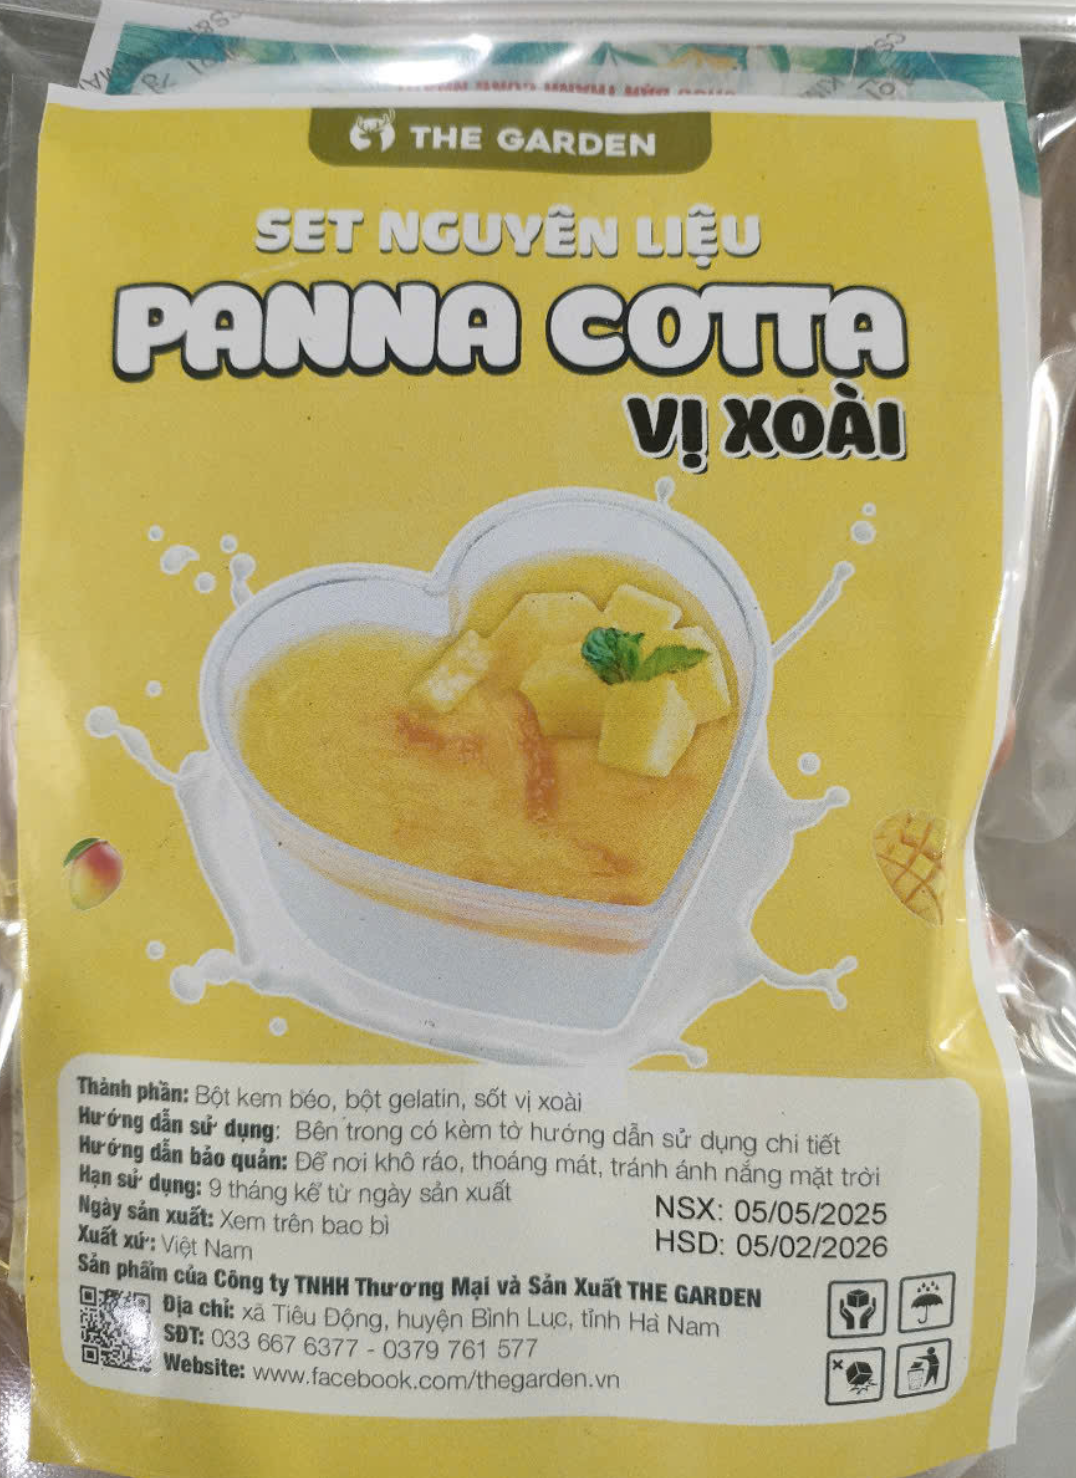 THE GARDEN
SET NGUYÊN LIỆU
PANNA COTTA
VỊ XOÀI
Thành phần: Bột kem béo, bột gelatin, sốt vị xoài
Hướng dẫn sử dụng: Bên trong có kèm tờ hướng dẫn sử dụng chi tiết
Hướng dẫn bảo quản: Để nơi khô ráo, thoáng mát, tránh ánh nắng mặt trời
Hạn sử dụng: 9 tháng kể từ ngày sản xuất
Ngày sản xuất: Xem trên bao bì
NSX: 05/05/2025
Xuất xứ: Việt Nam
HSD: 05/02/2026
Sản phẩm của Công ty TNHH Thương Mại và Sản Xuất THE GARDEN
Địa chỉ: xã Tiêu Động, huyện Bình Lục, tỉnh Hà Nam
SĐT: 033 667 6377 - 0379 761 577
Website: www.facebook.com/thegarden.vn